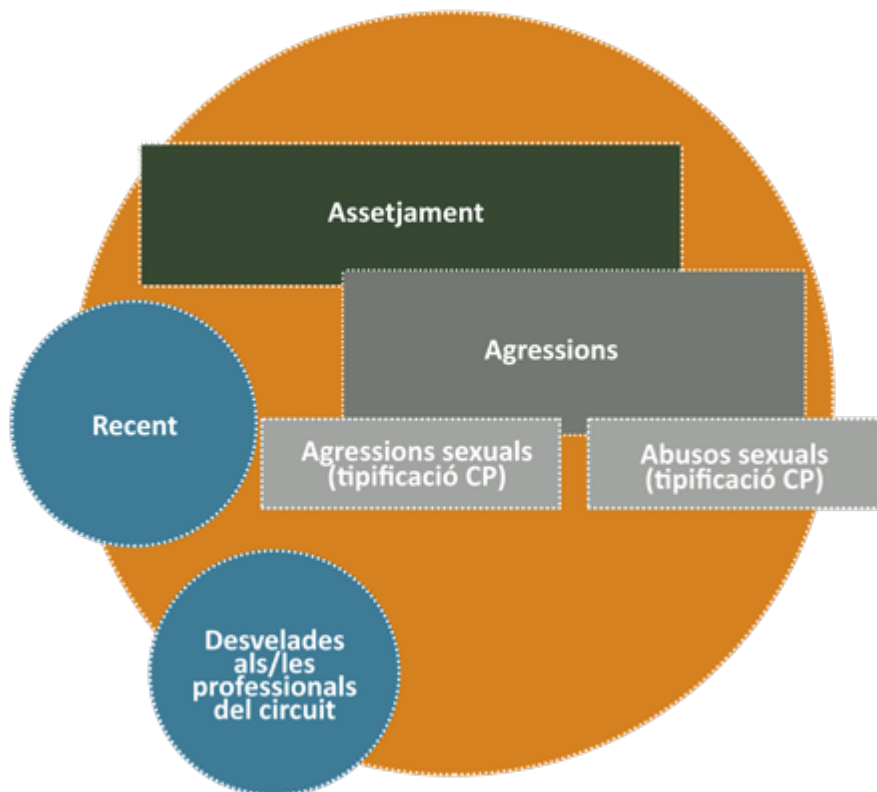 Assetjament
Agressions
Recent
Agressions sexuals
(tipificació CP)
Abusos sexuals
(tipificació CP)
Desvelades
als/les
professionals
del circuit